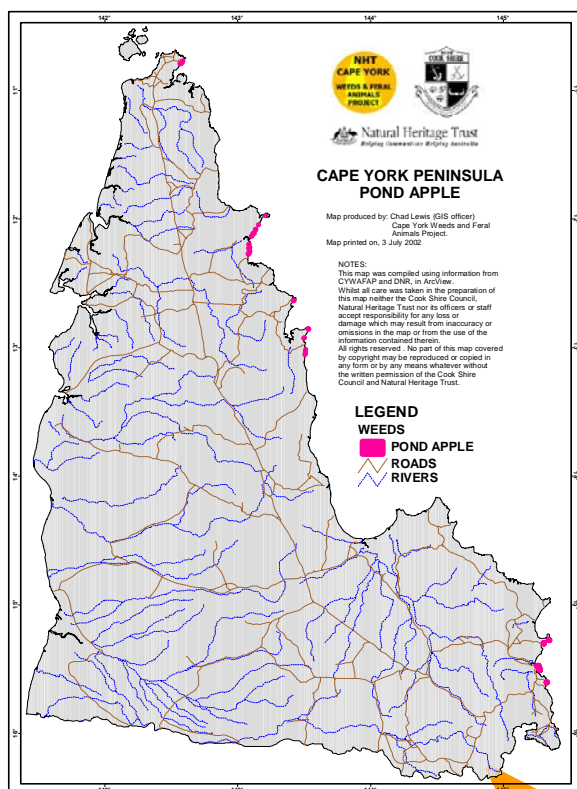 142°
143°
144°
145°
NHT
CAPE YORK
WEEDS & FERAL
ANIMALS
PROJECT
COOK SHIRE
Natural Heritage Trust
Helping Communities Helping Australia
CAPE YORK PENINSULA
POND APPLE
Map produced by: Chad Lewis (GIS officer)
Cape York Weeds and Feral
Animals Project.
Map printed on, 3 July 2002
NOTES:
This map was compiled using information from
CYWAFAP and DNR, in ArcView.
Whilst all care was taken in the preparation of
this map neither the Cook Shire Council,
Natural Heritage Trust nor its officers or staff
accept responsibility for any loss or
damage which may result from inaccuracy or
omissions in the map or from the use of the
information contained therein.
All rights reserved . No part of this map covered
by copyright may be reproduced or copied in
any form or by any means whatever without
the written permission of the Cook Shire
Council and Natural Heritage Trust.
LEGEND
WEEDS
POND APPLE
ROADS
RIVERS